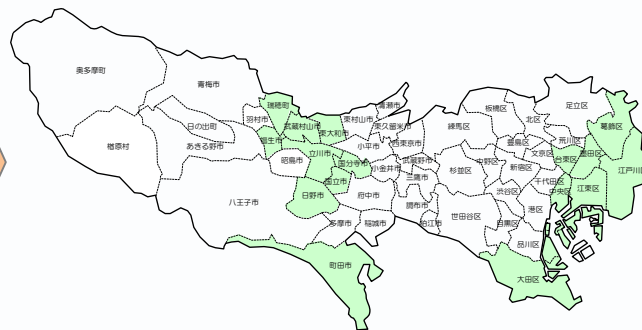 奥多摩町
青梅市
檜原村
日の出町
あきる野市
羽村市
瑞穂町
福生市
武蔵村山市
東大和市
昭島市
立川市
八王子市
日野市
国立市
国分寺市
東村山市
清瀬市
東久留米市
小平市
西東京市
小金井市
武蔵野市
三鷹市
府中市
調布市
狛江市
多摩市
稲城市
町田市
練馬区
板橋区
北区
足立区
葛飾区
荒川区
豊島区
文京区
台東区
墨田区
江戸川
杉並区
中野区
新宿区
千代田区
中央区
江東区
渋谷区
港区
世田谷区
目黒区
品川区
大田区